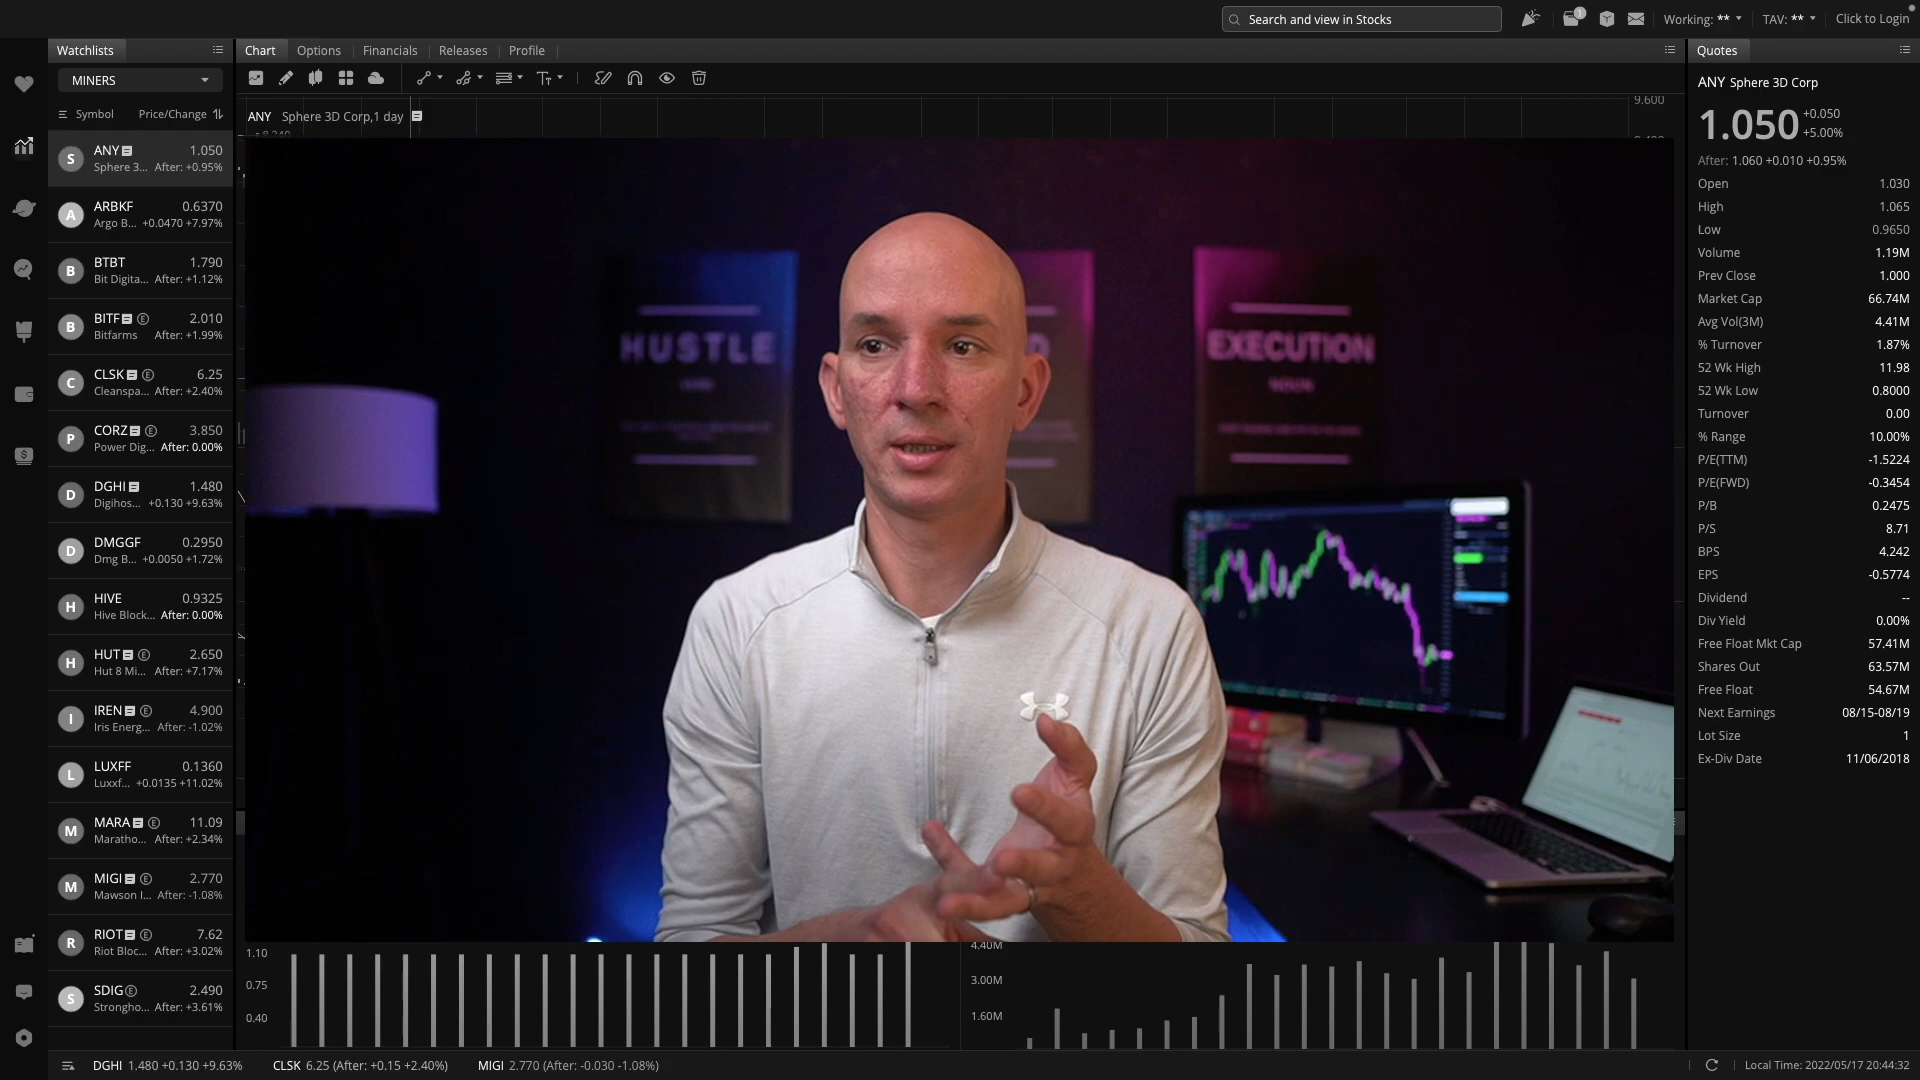 Search and view in Stocks
1
Working: **
TAV: **
Click to Login
Watchlists
Chart
Options
Financials
Releases
Profile
Quotes
MINERS
Symbol
Price/Change
ANY
1.050
Sphere 3...
After: +0.95%
ARBKF
0.6370
Argo B...
+0.0470 +7.97%
BTBT
1.790
Bit Digita...
After: +1.12%
BITF
E
2.010
Bitfarms
After: +1.99%
CLSK
E
6.25
Cleanspa...
After: +2.40%
CORZ
E
3.850
Power Dig...
After: 0.00%
DGHI
1.480
Digihos...
+0.130 +9.63%
DMGGF
0.2950
Dmg B...
+0.0050 +1.72%
HIVE
0.9325
Hive Block...
After: 0.00%
HUT
E
2.650
Hut 8 Mi...
After: +7.17%
IREN
E
4.900
Iris Energ...
After: -1.02%
LUXFF
0.1360
Luxxf...
+0.0135 +11.02%
MARA
E
11.09
Maratho...
After: +2.34%
MIGI
E
2.770
Mawson I...
After: -1.08%
RIOT
E
7.62
Riot Bloc...
After: +3.02%
SDIG
E
2.490
Strongho...
After: +3.61%
S
A
B
B
C
P
D
D
H
H
I
L
M
M
R
S
ANY Sphere 3D Corp,1 day
9.600
HUSTLE
EXECUTION
NOUN
1.10
0.75
0.40
4.40M
3.00M
1.60M
ANY Sphere 3D Corp
1.050
+0.050
+5.00%
After: 1.060 +0.010 +0.95%
Open 1.030
High 1.065
Low 0.9650
Volume 1.19M
Prev Close 1.000
Market Cap 66.74M
Avg Vol(3M) 4.41M
% Turnover 1.87%
52 Wk High 11.98
52 Wk Low 0.8000
Turnover 0.00
% Range 10.00%
P/E(TTM) -1.5224
P/E(FWD) -0.3454
P/B 0.2475
P/S 8.71
BPS 4.242
EPS -0.5774
Dividend --
Div Yield 0.00%
Free Float Mkt Cap 57.41M
Shares Out 63.57M
Free Float 54.67M
Next Earnings 08/15-08/19
Lot Size 1
Ex-Div Date 11/06/2018
DGHI 1.480 +0.130 +9.63%
CLSK 6.25 (After: +0.15 +2.40%)
MIGI 2.770 (After: -0.030 -1.08%)
Local Time: 2022/05/17 20:44:32